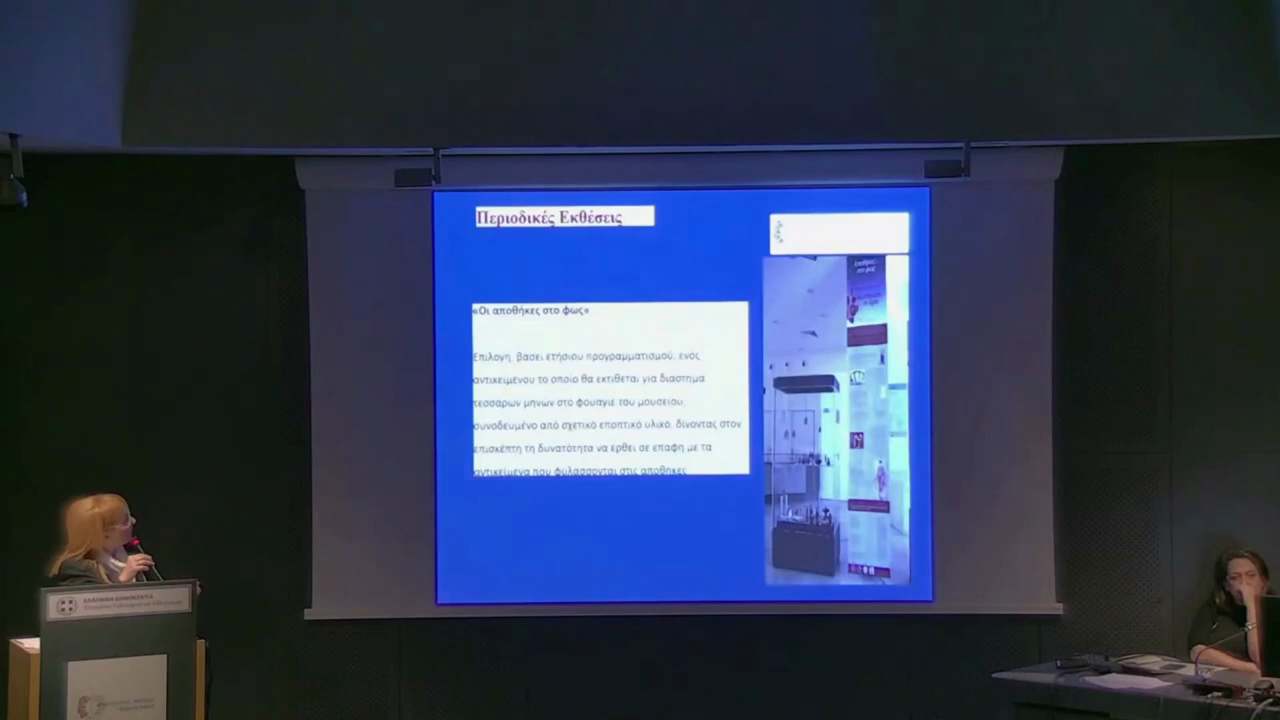 Περιοδικές Εκθέσεις
«Οι αποθήκες στο φως»
Επιλογή, βάσει ετήσιου προγραμματισμού, ενός
αντικειμένου το οποίο θα εκτίθεται για διάστημα
τεσσάρων μηνών στο φουαγιέ του μουσείου,
συνοδευμένο από σχετικό εποπτικό υλικό, δίνοντας στον
επισκέπτη τη δυνατότητα να έρθει σε επαφή με τα
αντικείμενα που φυλάσσονται στις αποθήκες
ΕΛΛΗΝΙΚΗ ΔΗΜΟΚΡΑΤΙΑ